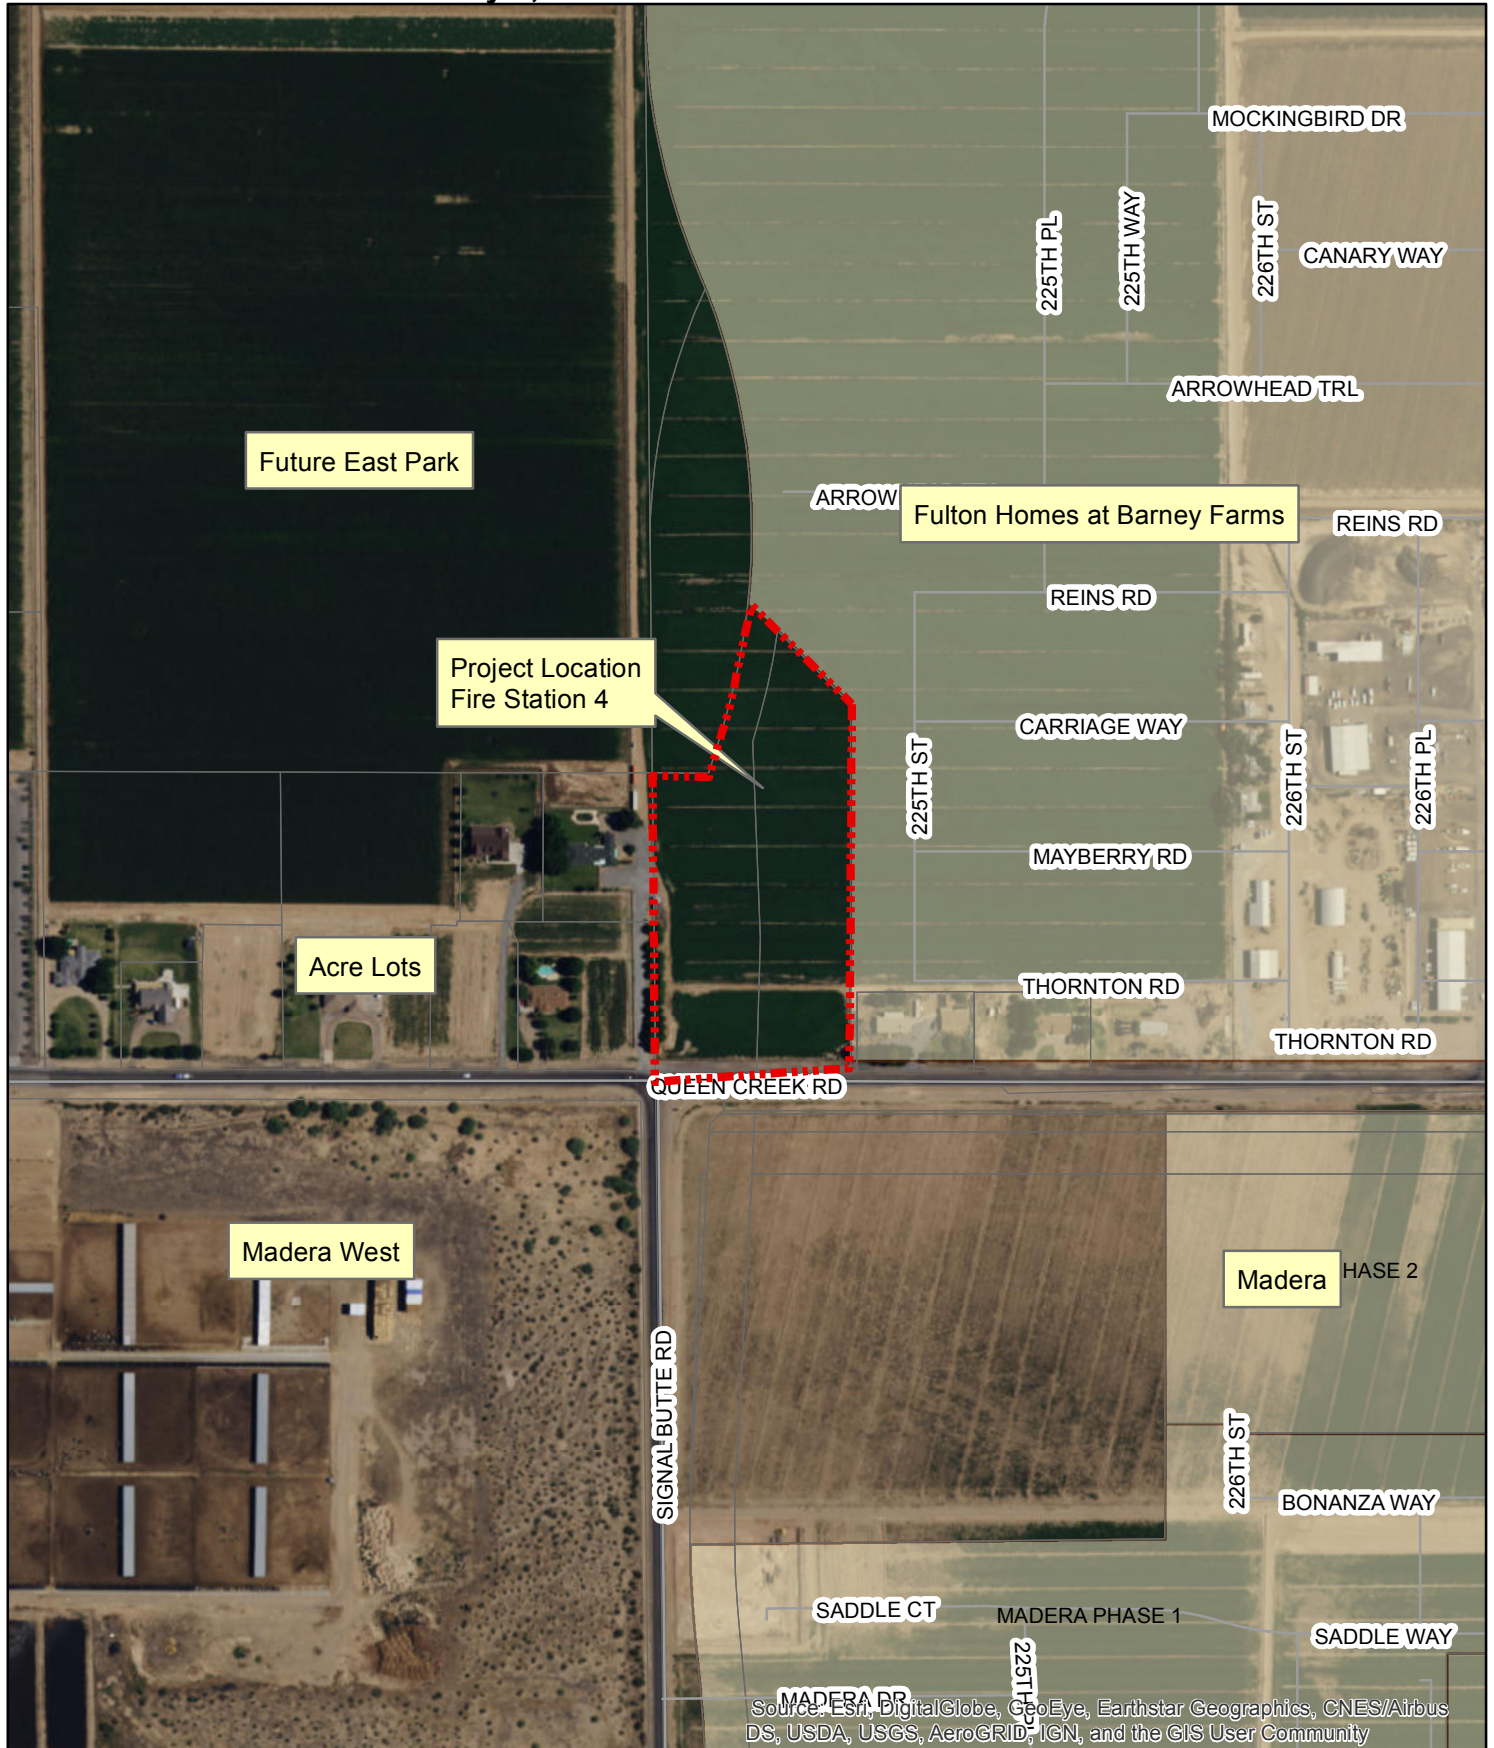 MOCKINGBIRD DR
225TH PL
225TH WAY
226TH ST
CANARY WAY
ARROWHEAD TRL
Future East Park
ARROW
Fulton Homes at Barney Farms
REINS RD
REINS RD
Project Location
Fire Station 4
CARRIAGE WAY
225TH ST
226TH ST
226TH PL
MAYBERRY RD
Acre Lots
THORNTON RD
THORNTON RD
QUEEN CREEK RD
Madera West
Madera
HASE 2
SIGNAL BUTTE RD
226TH ST
BONANZA WAY
SADDLE CT
MADERA PHASE 1
SADDLE WAY
225TH PL
MADERA DR
Source: Esri, DigitalGlobe, GeoEye, Earthstar Geographics, CNES/Airbus
DS, USDA, USGS, AeroGRID, IGN, and the GIS User Community